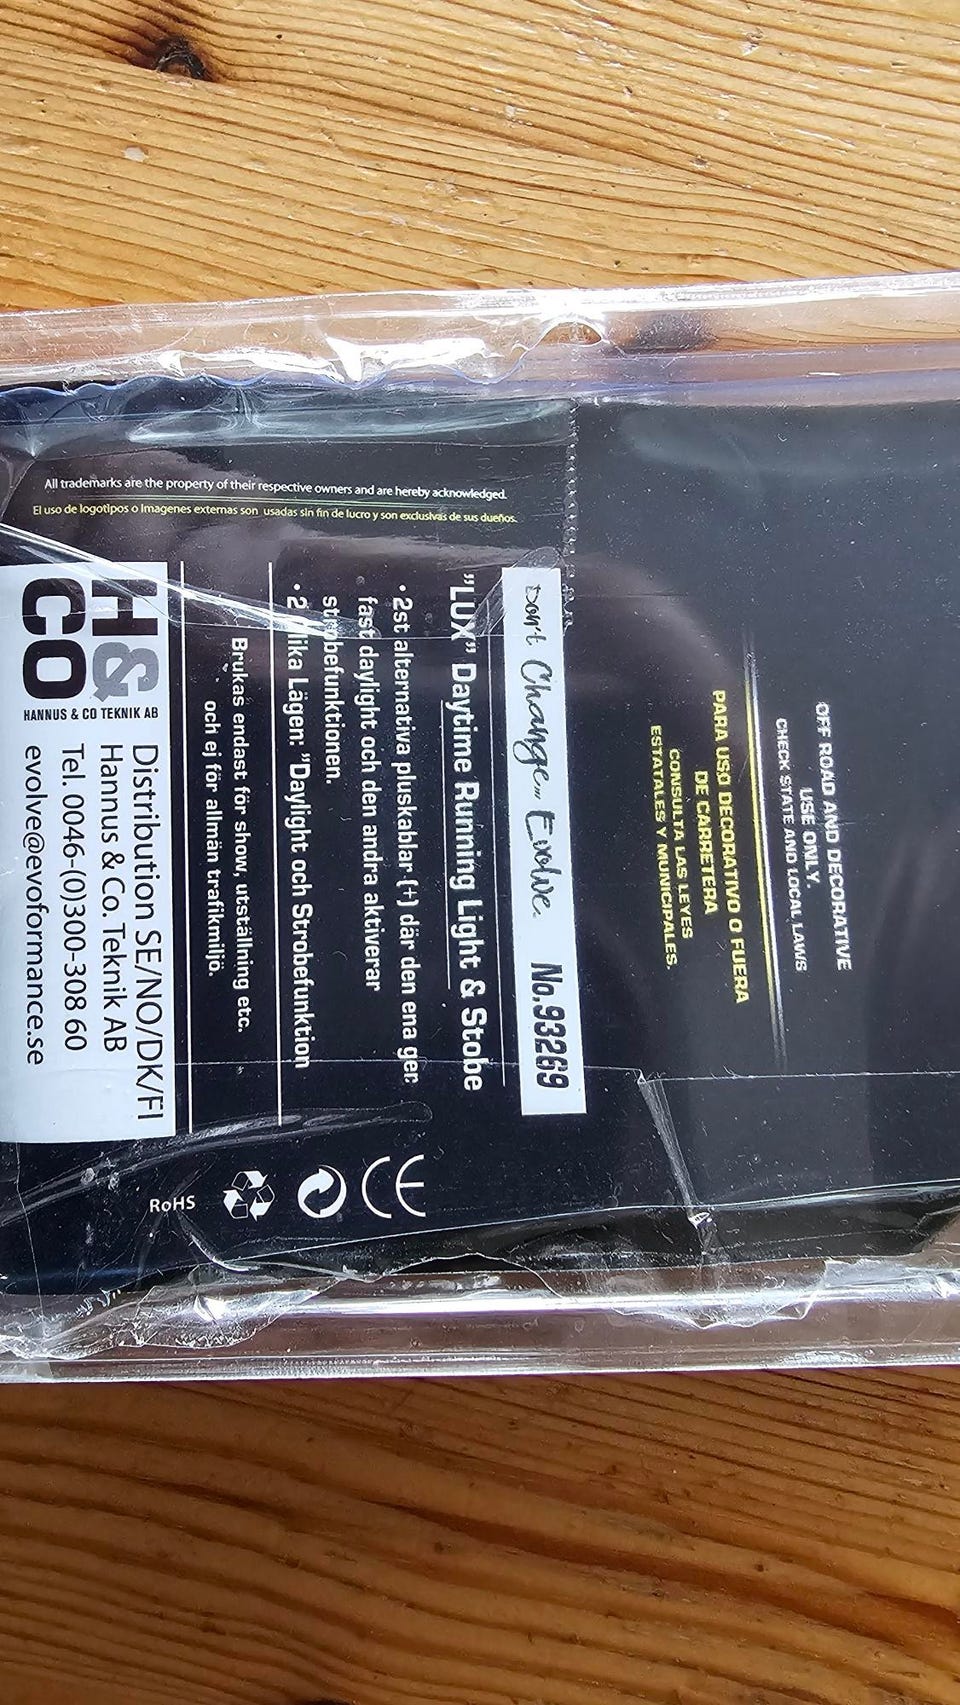 OFF ROAD AND DECORATIVE
USE ONLY.
CHECK STATE AND LOCAL LAWS
PARA USO DECORATIVO O FUERA
DE CARRETERA
CONSULTA LAS LEYES
ESTATALES Y MUNICIPALES.
Don't Change... Evolve. No.93269
"LUX" Daytime Running Light & Stobe
• 2st alternativa pluskablar (+) där den ena ger
fast daylight och den andra aktiverar
strobefunktionen.
• 2 lika Lägen: "Daylight och Strobefunktion
Brukas endast för show, utställning etc.
och ej för allmän trafikmiljö.
H&
CO
HANNUS & CO TEKNIK AB
Distribution SE/NO/DK/FI
Hannus & Co. Teknik AB
Tel. 0046-(0)300-308 60
evolve@evoformance.se
CE
RoHS
All trademarks are the property of their respective owners and are hereby acknowledged.
El uso de logotipos o Imagenes externas son usadas sin fin de lucro y son exclusivas de sus dueños.